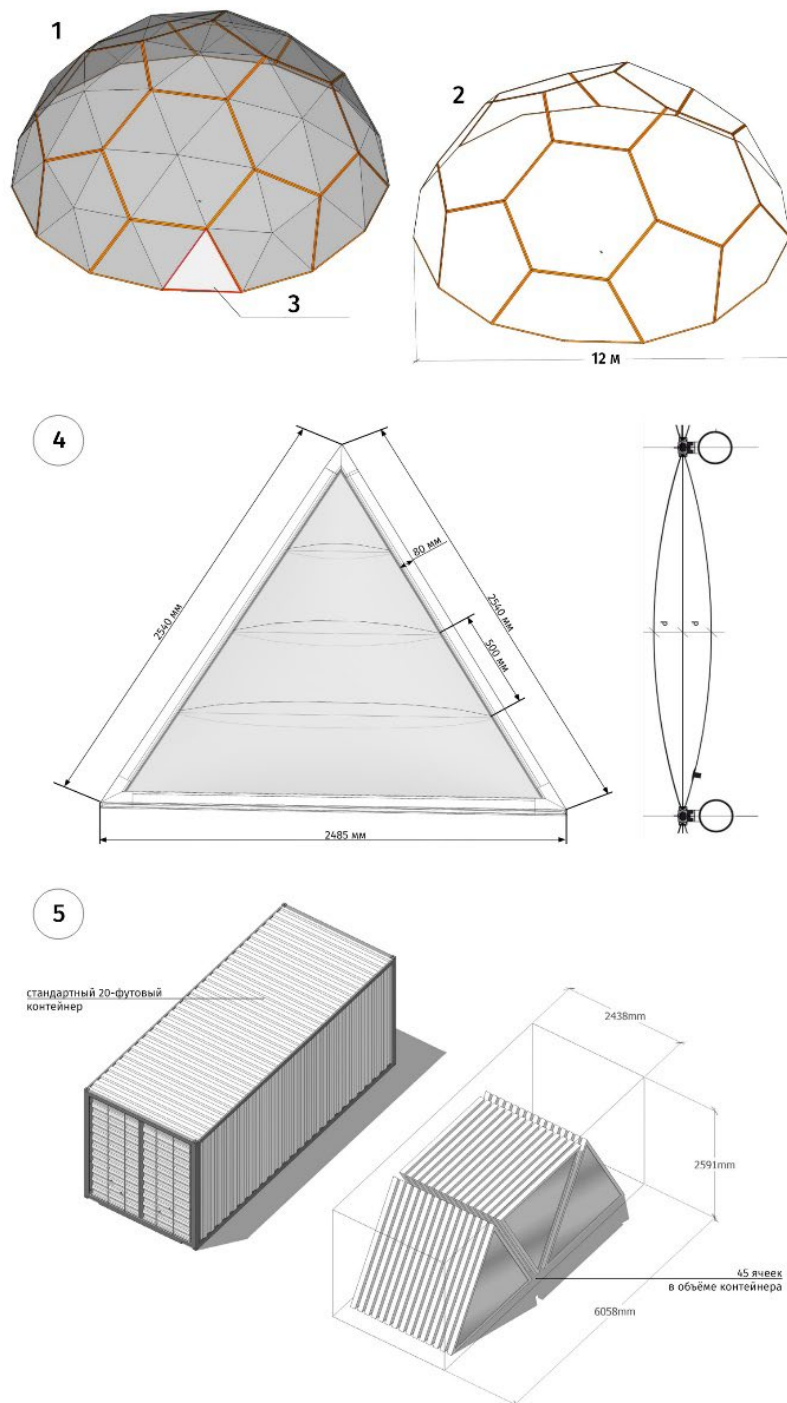 1
2
3
12 м
4
2540 мм
80 мм
2540 мм
500 мм
2485 мм
d
d
5
стандартный 20-футовый
контейнер
2438mm
2591mm
45 ячеек
в объёме контейнера
6058mm